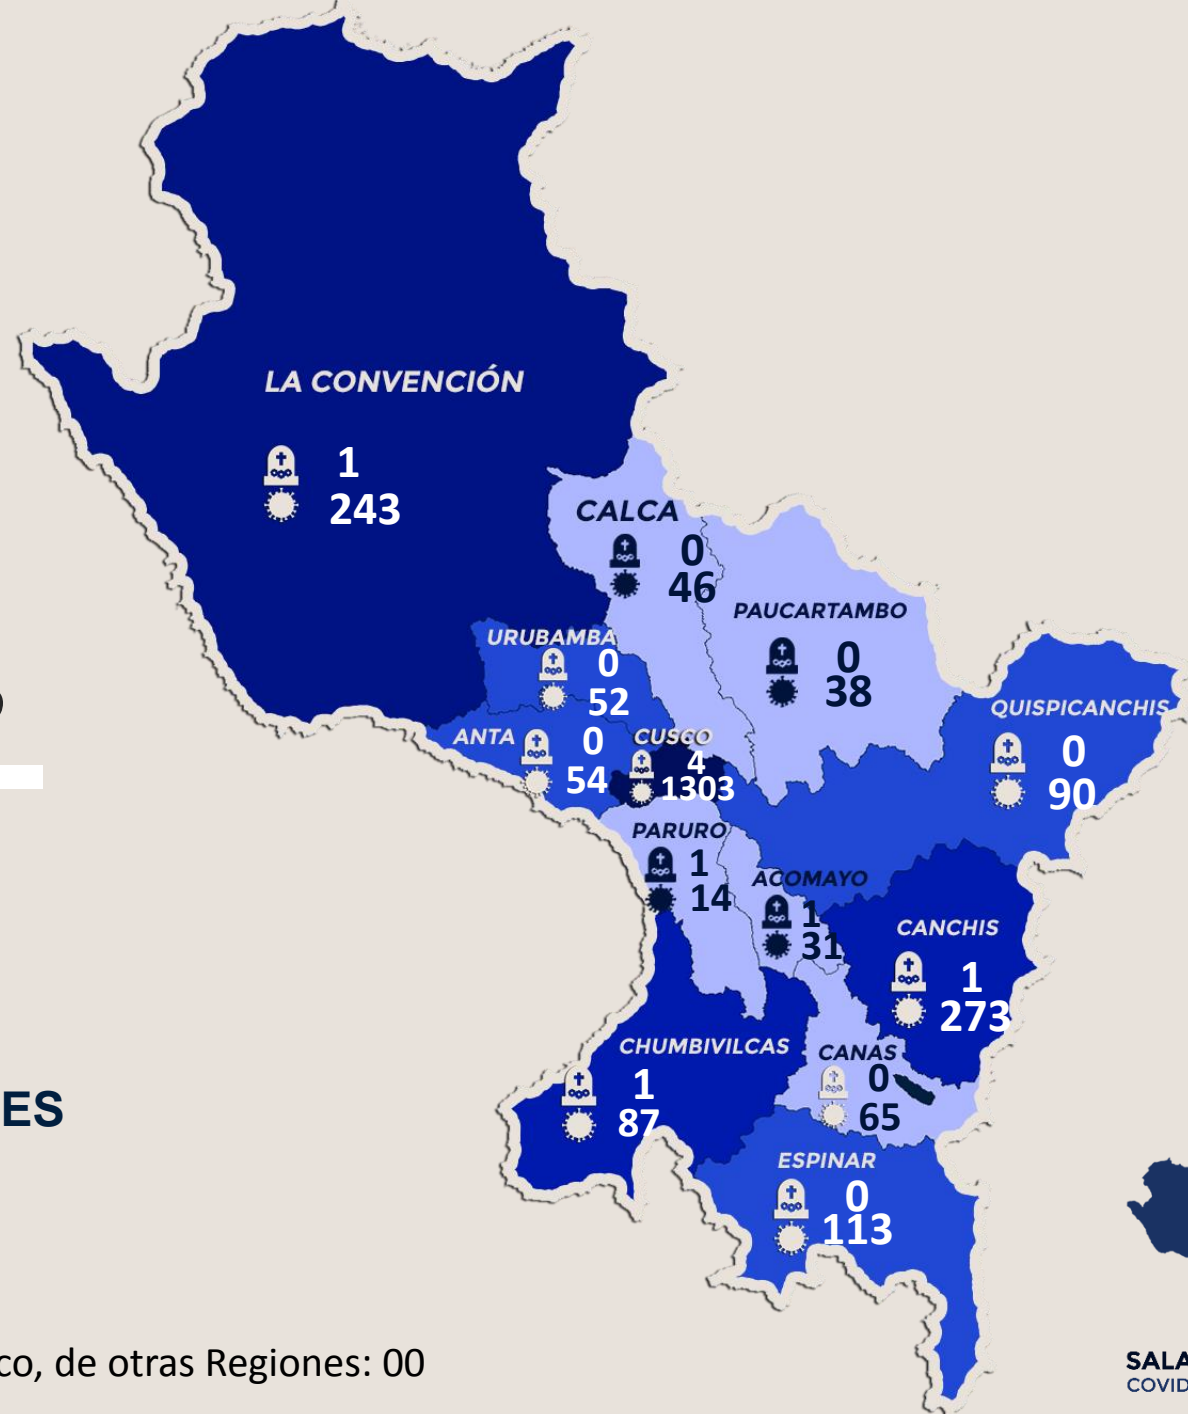 LA CONVENCIÓN
1
243
CALCA
0
46
PAUCARTAMBO
0
38
URUBAMBA
0
52
QUISPICANCHIS
0
90
ANTA
0
54
CUSCO
4
1303
PARURO
1
14
ACOMAYO
1
31
CANCHIS
1
273
CHUMBIVILCAS
1
87
CANAS
0
65
ES
ESPINAR
0
113
co, de otras Regiones: 00
SALA
COVID